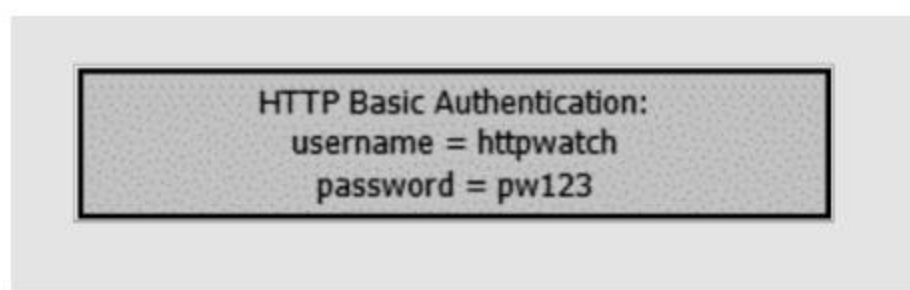 HTTP Basic Authentication:
username = httpwatch
password = pw123